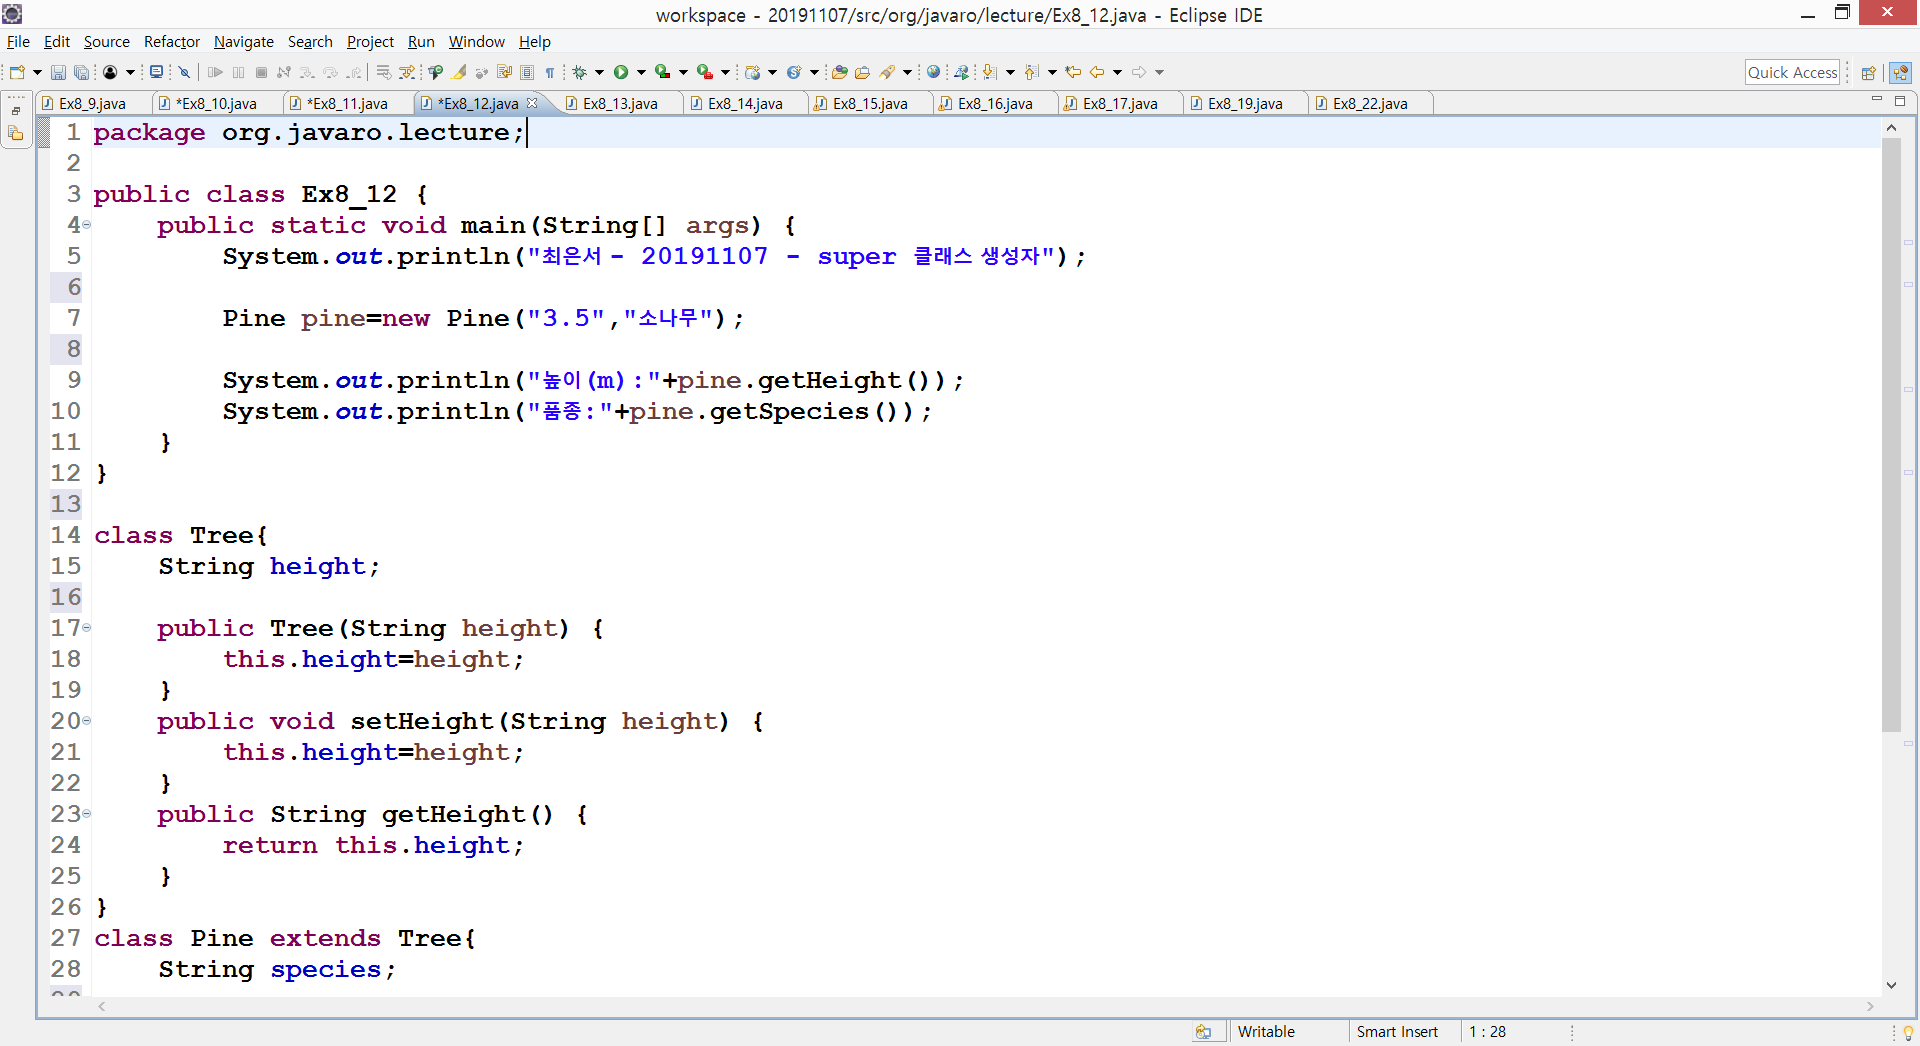 workspace - 20191107/src/org/javaro/lecture/Ex8_12.java - Eclipse IDE
File Edit Source Refactor Navigate Search Project Run Window Help
Quick Access
Ex8_9.java *Ex8_10.java *Ex8_11.java *Ex8_12.java Ex8_13.java Ex8_14.java Ex8_15.java Ex8_16.java Ex8_17.java Ex8_19.java Ex8_22.java
1 package org.javaro.lecture;
2
3 public class Ex8_12 {
4 public static void main(String[] args) {
5 System.out.println("최은서 - 20191107 - super 클래스 생성자");
6
7 Pine pine=new Pine("3.5","소나무");
8
9 System.out.println("높이(m):"+pine.getHeight());
10 System.out.println("품종:"+pine.getSpecies());
11 }
12 }
13
14 class Tree{
15 String height;
16
17 public Tree(String height) {
18 this.height=height;
19 }
20 public void setHeight(String height) {
21 this.height=height;
22 }
23 public String getHeight() {
24 return this.height;
25 }
26 }
27 class Pine extends Tree{
28 String species;
Writable Smart Insert 1 : 28